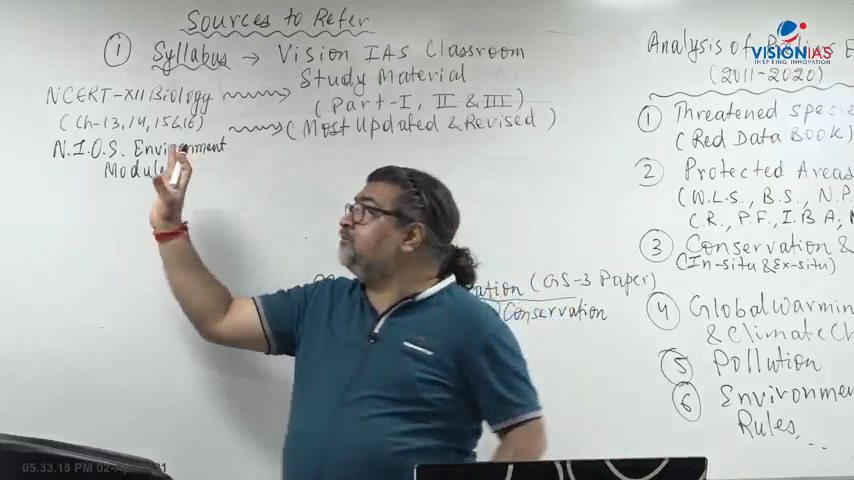 Sources to Refer
① Syllabus → Vision IAS Classroom
Study Material
NCERT-XII Biology
(Part-I, II & III)
(Ch-13, 14, 15 & 16)
(Most Updated & Revised)
N.I.O.S. Environment
(GS-3 Paper)
Conservation
Analysis of
(2011-2020)
① Threatened
(Red Data Book)
② Protected Areas
(W.L.S., B.S., N.P.
C.R., P.F., I.B.A,
③ Conservation &
(In-situ & Ex-situ)
④ Global
& Climate
⑤ Pollution
⑥
Rules,...
VISIONIAS
INSPIRING INNOVATION
05.33.15 PM